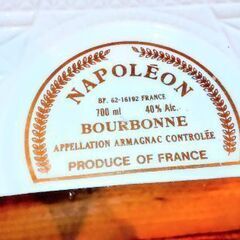 NAPOLÉON
BP. 62-16102 FRANCE
700 ml 40% Alc.
BOURBONNE
APPELLATION ARMAGNAC CONTROLÉE
PRODUCE OF FRANCE